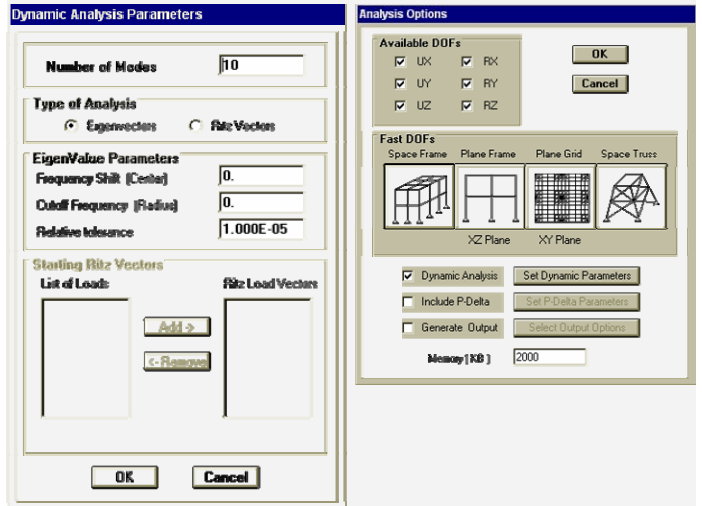 Dynamic Analysis Parameters
Number of Modes
10
Type of Analysis
Eigenvectors
Ritz Vectors
EigenValue Parameters
Frequency Shift (Center)
0.
Cutoff Frequency (Radius)
0.
Relative tolerance
1.000E-05
Starting Ritz Vectors
List of Loads
Ritz Load Vectors
Add ->
<- Remove
OK
Cancel
Analysis Options
Available DOFs
UX
RX
UY
RY
UZ
RZ
OK
Cancel
Fast DOFs
Space Frame
Plane Frame
Plane Grid
Space Truss
XZ Plane
XY Plane
Dynamic Analysis
Set Dynamic Parameters
Include P-Delta
Set P-Delta Parameters
Generate Output
Select Output Options
Memory [KB]
2000